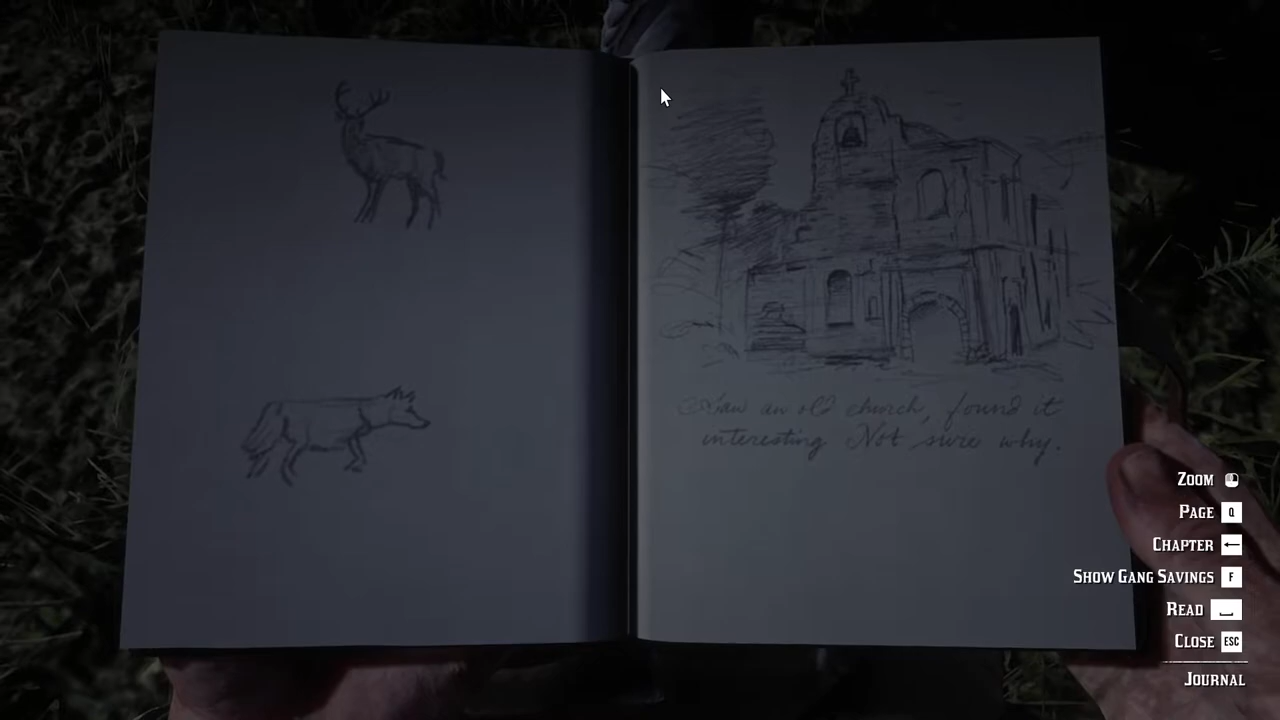 Saw an old church, found it
interesting Not sure why.
Zoom
Page Q
Chapter ←
Show Gang Savings F
Read
Close ESC
Journal